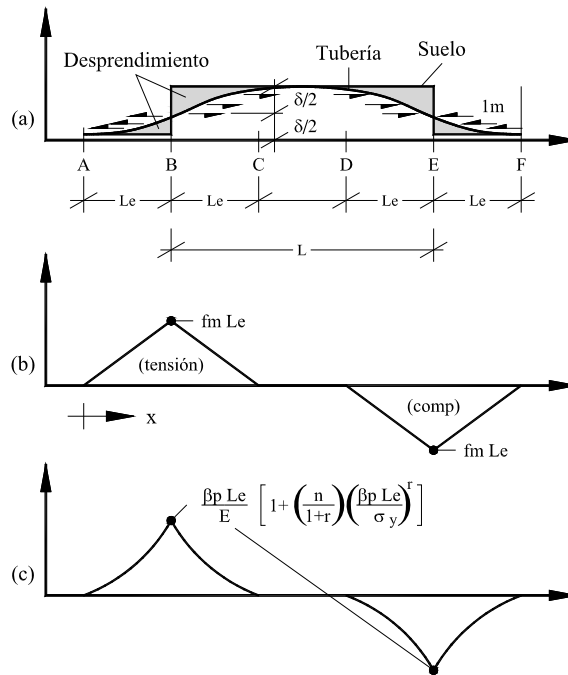 (a)
Desprendimiento
Tubería
Suelo
δ/2
δ/2
1m
A B C D E F
Le Le Le Le
L
(b)
fm Le
(tensión)
(comp)
fm Le
x
(c)
βp Le / E [ 1+ ( n / 1+r ) ( βp Le / σ y ) r ]